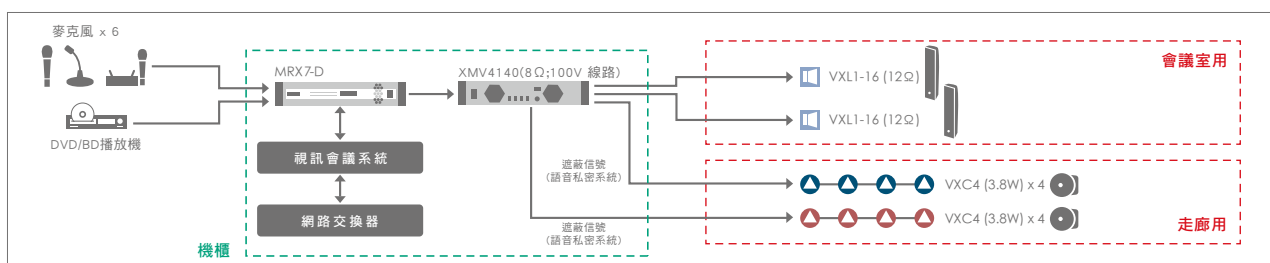 麥克風 x 6
DVD/BD播放機
MRX7-D
XMV4140(8Ω;100V 線路)
視訊會議系統
網路交換器
機櫃
遮蔽信號
(語音私密系統)
遮蔽信號
(語音私密系統)
會議室用
VXL1-16 (12Ω)
VXL1-16 (12Ω)
VXC4 (3.8W) x 4
VXC4 (3.8W) x 4
走廊用